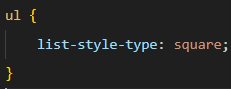 ul {
    list-style-type: square;
}